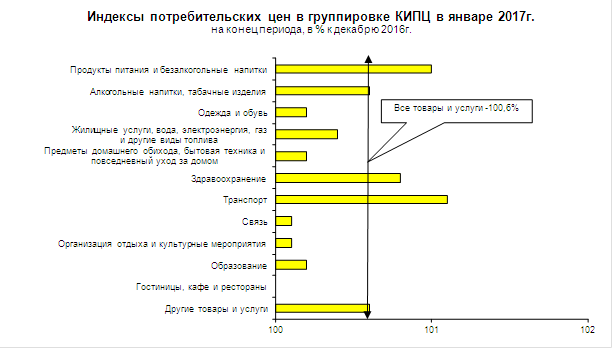 Индексы потребительских цен в группировке КИПЦ в январе 2017г.
на конец периода, в % к декабрю 2016г.
Продукты питания и безалкогольные напитки
Алкогольные напитки, табачные изделия
Одежда и обувь
Жилищные услуги, вода, электроэнергия, газ
и другие виды топлива
Предметы домашнего обихода, бытовая техника и
повседневный уход за домом
Здравоохранение
Транспорт
Связь
Организация отдыха и культурные мероприятия
Образование
Гостиницы, кафе и рестораны
Другие товары и услуги
Все товары и услуги -100,6%
100
101
102